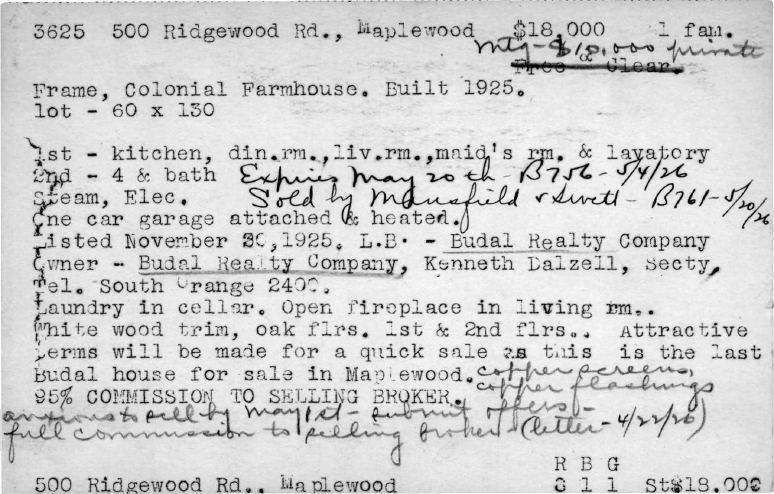 3625 500 Ridgewood Rd., Maplewood $18,000 1 fam.
Mtg - $18,000 private
Free & Clear.
Frame, Colonial Farmhouse. Built 1925.
lot - 60 x 130
1st - kitchen, din.rm.,liv.rm.,maid's rm. & lavatory
2nd - 4 & bath Expires May 20th - B756 - 5/4/26
Steam, Elec. Sold by Mansfield & Swett - B761 - 5/20/26
One car garage attached & heated.
Listed November 30,1925. L.B. - Budal Realty Company
Owner - Budal Realty Company, Kenneth Dalzell, Secty,
Tel. South Orange 2400.
Laundry in cellar. Open fireplace in living rm..
White wood trim, oak flrs. 1st & 2nd flrs.. Attractive
terms will be made for a quick sale as this is the last
Budal house for sale in Maplewood. copper screens,
95% COMMISSION TO SELLING BROKER. copper flashings
anxious to sell by May 1st - submit offers -
full commission to selling broker (letter - 4/22/26)
R B G
500 Ridgewood Rd., Maplewood 8 1 1 St$18.000